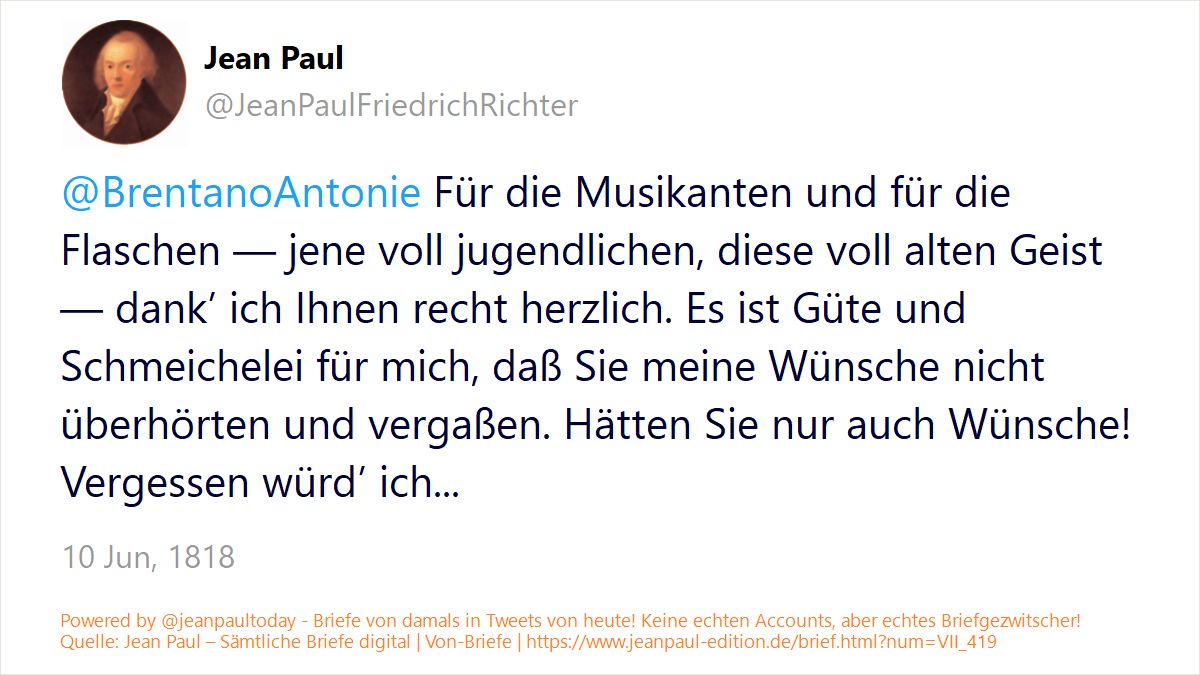 Jean Paul
@JeanPaulFriedrichRichter
@BrentanoAntonie Für die Musikanten und für die
Flaschen — jene voll jugendlichen, diese voll alten Geist
— dank’ ich Ihnen recht herzlich. Es ist Güte und
Schmeichelei für mich, daß Sie meine Wünsche nicht
überhörten und vergaßen. Hätten Sie nur auch Wünsche!
Vergessen würd’ ich...
10 Jun, 1818
Powered by @jeanpaultoday - Briefe von damals in Tweets von heute! Keine echten Accounts, aber echtes Briefgezwitscher!
Quelle: Jean Paul – Sämtliche Briefe digital | Von-Briefe | https://www.jeanpaul-edition.de/brief.html?num=VII_419